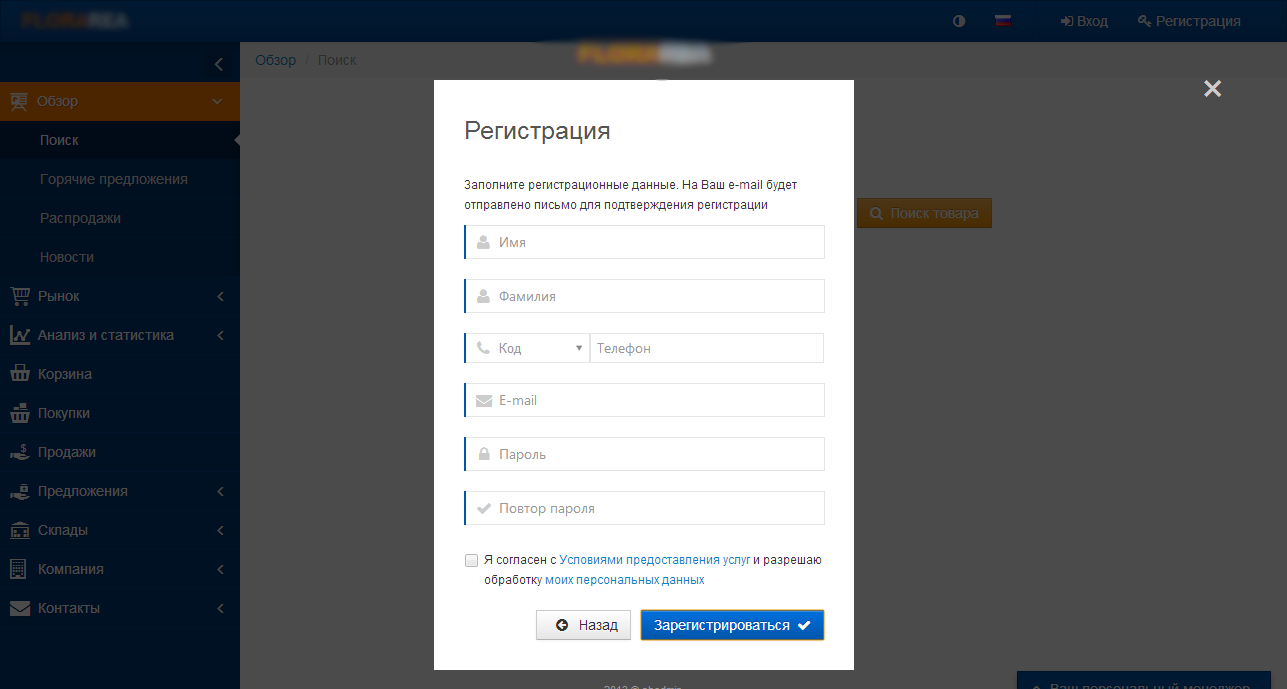 Вход
Регистрация
Обзор / Поиск
Обзор
Поиск
Горячие предложения
Распродажи
Новости
Рынок
Анализ и статистика
Корзина
Покупки
Продажи
Предложения
Склады
Компания
Контакты
Поиск товара
Регистрация
Заполните регистрационные данные. На Ваш e-mail будет
отправлено письмо для подтверждения регистрации
Имя
Фамилия
Код
Телефон
E-mail
Пароль
Повтор пароля
Я согласен с Условиями предоставления услуг и разрешаю
обработку моих персональных данных
Назад
Зарегистрироваться
Ваш персональный менеджер